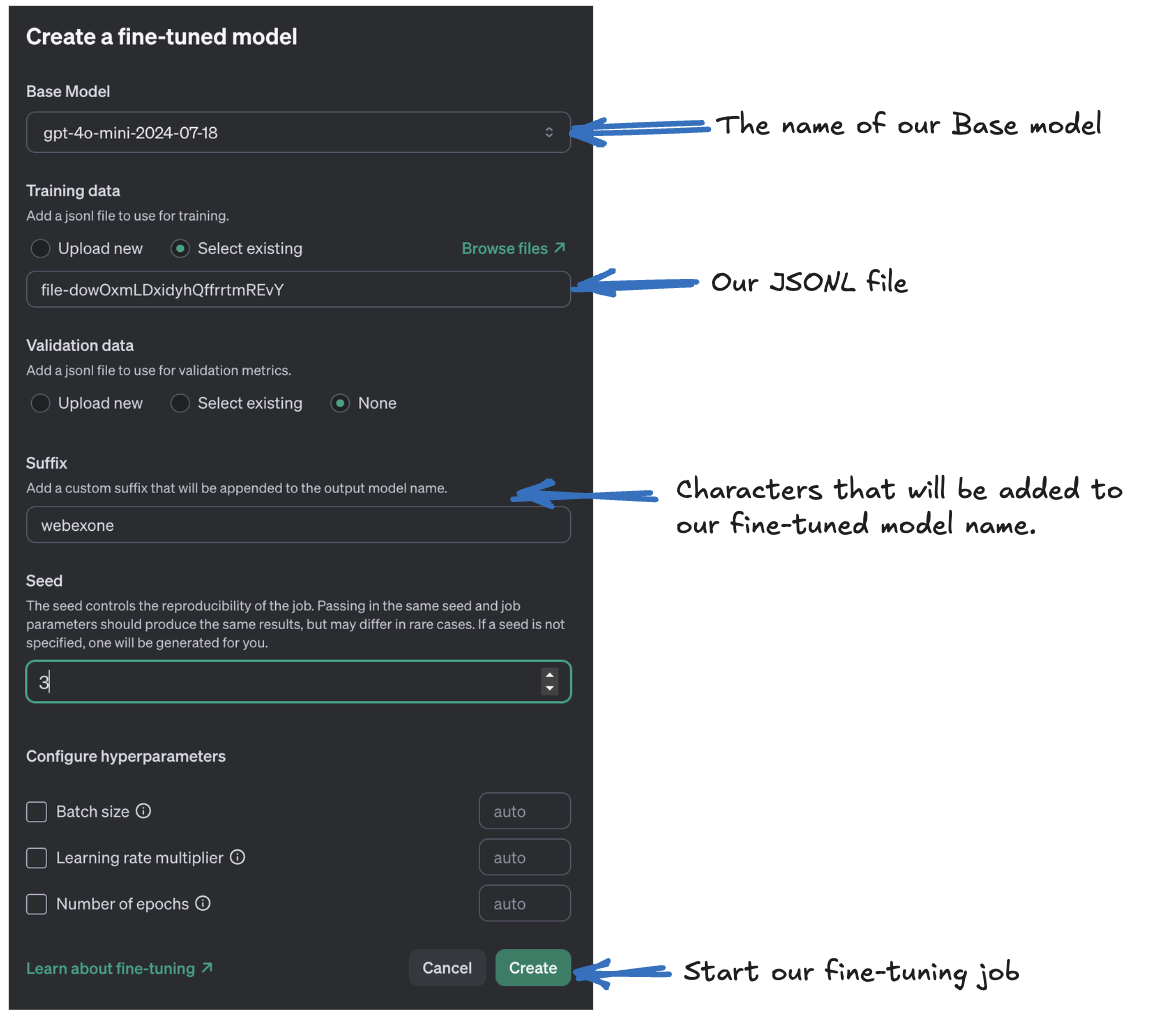 Create a fine-tuned model
Base Model
gpt-4o-mini-2024-07-18
The name of our Base model
Training data
Add a jsonl file to use for training.
Upload new
Select existing
Browse files ↗
file-dowOxmLDxidyhQffrrtmREvY
Our JSONL file
Validation data
Add a jsonl file to use for validation metrics.
Upload new
Select existing
None
Suffix
Add a custom suffix that will be appended to the output model name.
webexone
Characters that will be added to
our fine-tuned model name.
Seed
The seed controls the reproducibility of the job. Passing in the same seed and job
parameters should produce the same results, but may differ in rare cases. If a seed is not
specified, one will be generated for you.
3
Configure hyperparameters
Batch size
auto
Learning rate multiplier
auto
Number of epochs
auto
Learn about fine-tuning ↗
Cancel
Create
Start our fine-tuning job